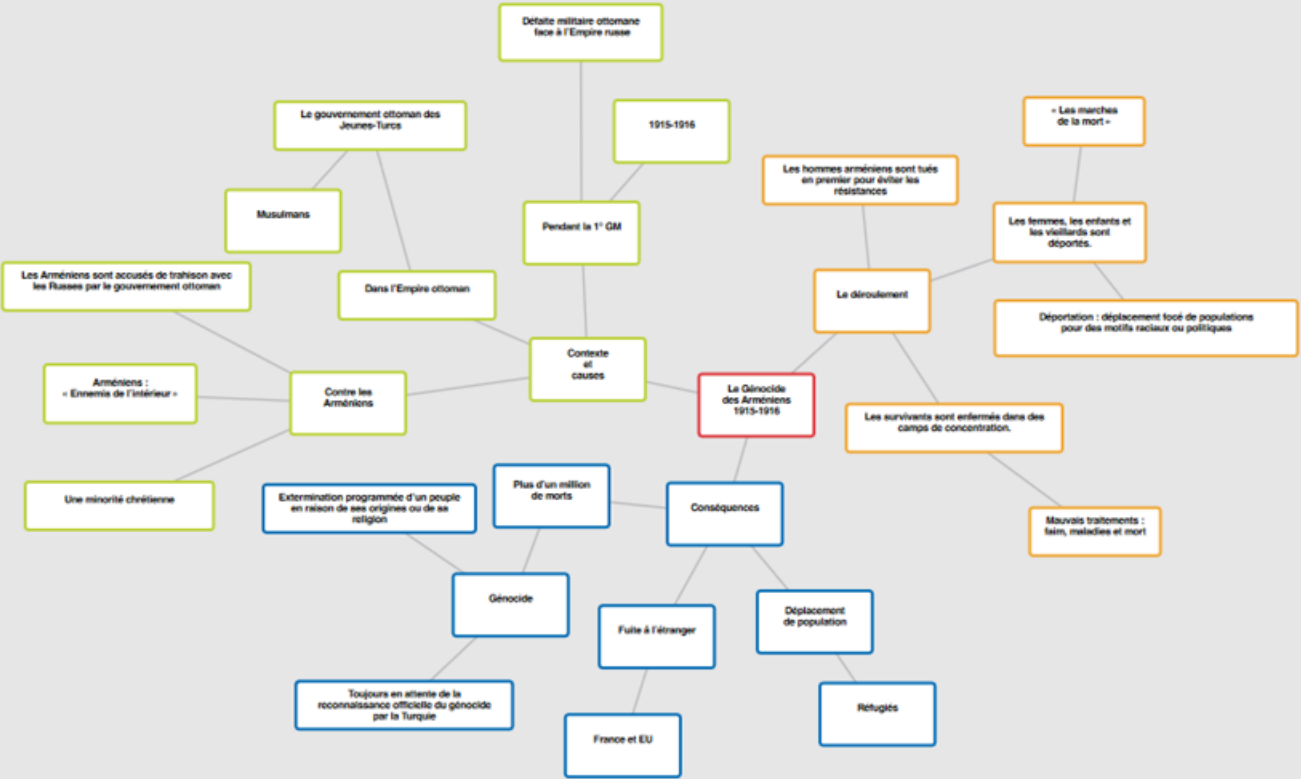 Défaite militaire ottomane
face à l'Empire russe
Le gouvernement ottoman des
Jeunes-Turcs
1915-1916
« Les marches
de la mort »
Les hommes arméniens sont tués
en premier pour éviter les
résistances
Musulmans
Pendant la 1° GM
Les femmes, les enfants et
les vieillards sont
déportés.
Les Arméniens sont accusés de trahison avec
les Russes par le gouvernement ottoman
Dans l'Empire ottoman
Le déroulement
Déportation : déplacement focé de populations
pour des motifs raciaux ou politiques
Contexte
et
causes
Arméniens :
« Ennemis de l'intérieur »
Contre les
Arméniens
Le Génocide
des Arméniens
1915-1916
Les survivants sont enfermés dans des
camps de concentration.
Une minorité chrétienne
Extermination programmée d'un peuple
en raison de ses origines ou de sa
religion
Plus d'un million
de morts
Conséquences
Mauvais traitements :
faim, maladies et mort
Génocide
Fuite à l'étranger
Déplacement
de population
Toujours en attente de la
reconnaissance officielle du génocide
par la Turquie
France et EU
Réfugiés